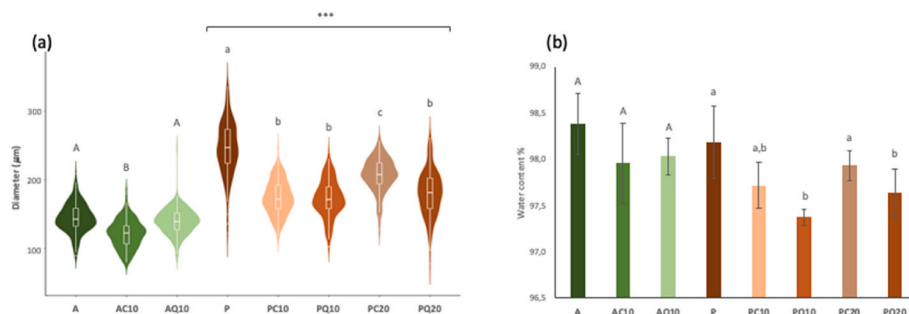 ***
(a)
a
A
B
A
b
b
c
b
Diameter (μm)
300
200
100
A AC10 AQ10 P PC10 PQ10 PC20 PQ20
(b)
Water content %
99,0
98,5
98,0
97,5
97,0
96,5
A
A
A
a
a,b
b
a
b
A AC10 AQ10 P PC10 PQ10 PC20 PQ20